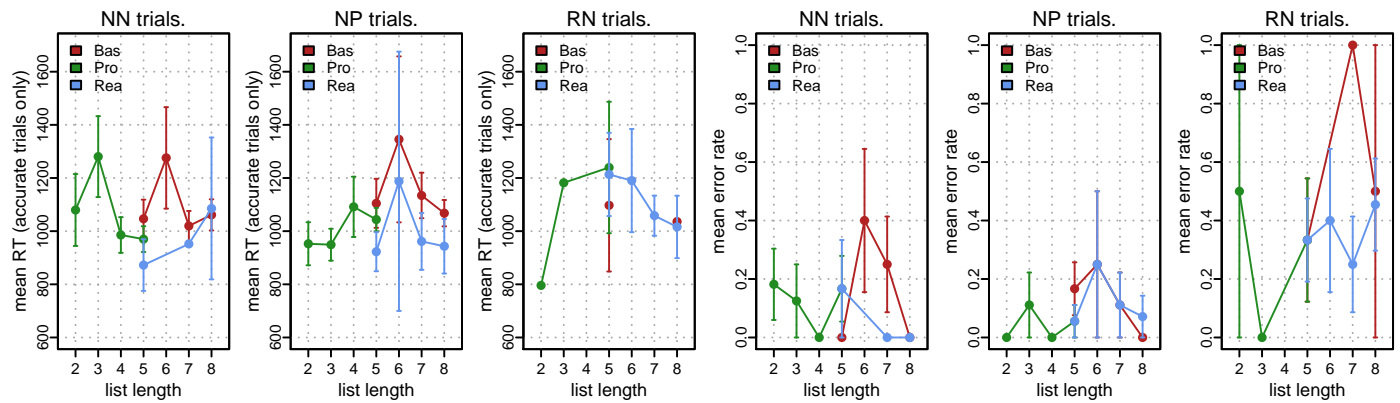 NN trials.
mean RT (accurate trials only)
600 800 1000 1200 1400 1600
Bas
Pro
Rea
2 3 4 5 6 7 8
list length
NP trials.
mean RT (accurate trials only)
600 800 1000 1200 1400 1600
Bas
Pro
Rea
2 3 4 5 6 7 8
list length
RN trials.
mean RT (accurate trials only)
600 800 1000 1200 1400 1600
Bas
Pro
Rea
2 3 4 5 6 7 8
list length
NN trials.
mean error rate
0.0 0.2 0.4 0.6 0.8 1.0
Bas
Pro
Rea
2 3 4 5 6 7 8
list length
NP trials.
mean error rate
0.0 0.2 0.4 0.6 0.8 1.0
Bas
Pro
Rea
2 3 4 5 6 7 8
list length
RN trials.
mean error rate
0.0 0.2 0.4 0.6 0.8 1.0
Bas
Pro
Rea
2 3 4 5 6 7 8
list length